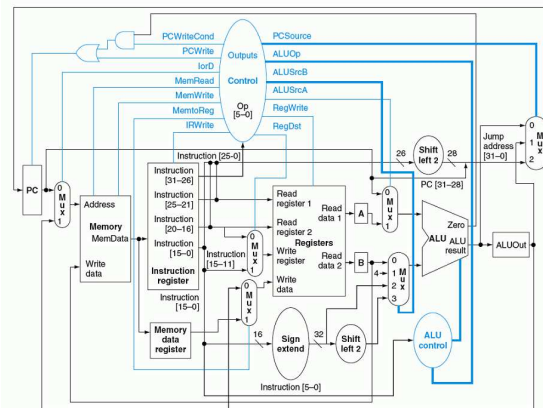 PCWriteCond
PCWrite
IorD
MemRead
MemWrite
MemtoReg
IRWrite
Outputs
Control
Op
[5–0]
PCSource
ALUOp
ALUSrcB
ALUSrcA
RegWrite
RegDst
Instruction [25–0]
26
Shift
left 2
28
Jump
address
[31–0]
PC [31–28]
0
1
2
M
u
x
PC
0
M
u
x
1
Address
Memory
MemData
Write
data
Instruction
[31–26]
Instruction
[25–21]
Instruction
[20–16]
Instruction
[15–0]
Instruction
register
Instruction
[15–0]
Instruction
[15–11]
0
M
u
x
1
0
M
u
x
1
Memory
data
register
Read
register 1
Read
register 2
Registers
Write
register
Write
data
Read
data 1
Read
data 2
A
B
0
M
u
x
1
4
0
1
M
u
2
x
3
Zero
ALU
ALU
result
ALUOut
16
Sign
extend
32
Shift
left 2
ALU
control
Instruction [5–0]